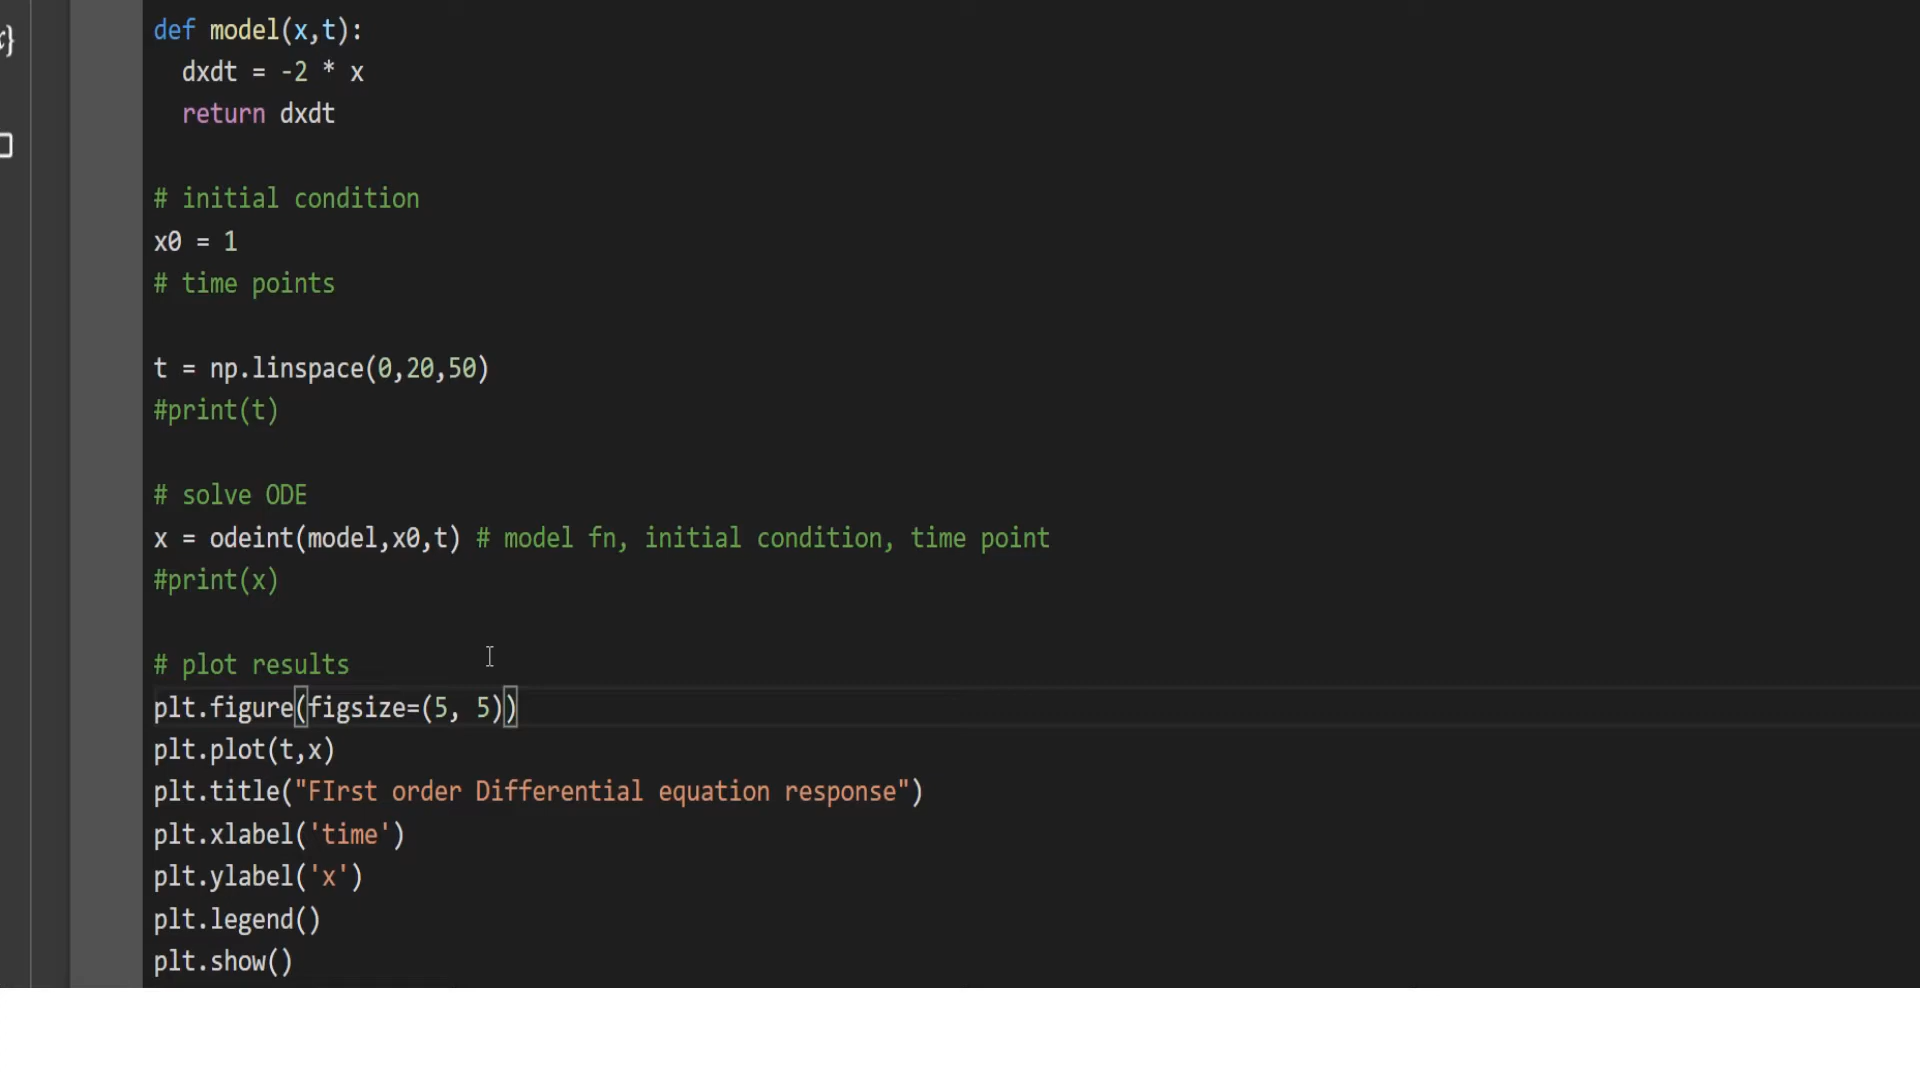 def model(x,t):
dxdt = -2 * x
return dxdt
# initial condition
x0 = 1
# time points
t = np.linspace(0,20,50)
#print(t)
# solve ODE
x = odeint(model,x0,t) # model fn, initial condition, time point
#print(x)
# plot results
plt.figure(figsize=(5, 5))
plt.plot(t,x)
plt.title("FIrst order Differential equation response")
plt.xlabel('time')
plt.ylabel('x')
plt.legend()
plt.show()